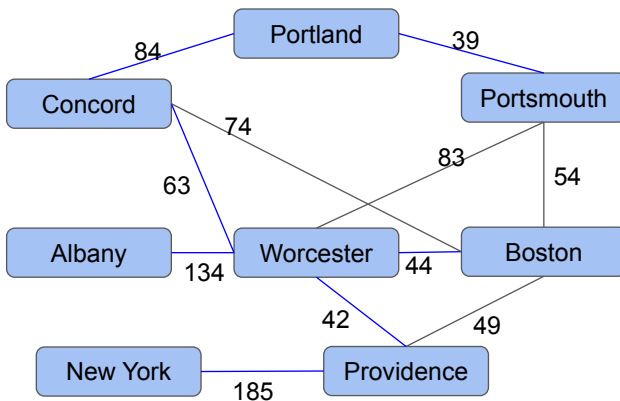 Portland
84
39
Concord
Portsmouth
74
83
63
54
Albany
Worcester
Boston
134
44
42
49
New York
Providence
185